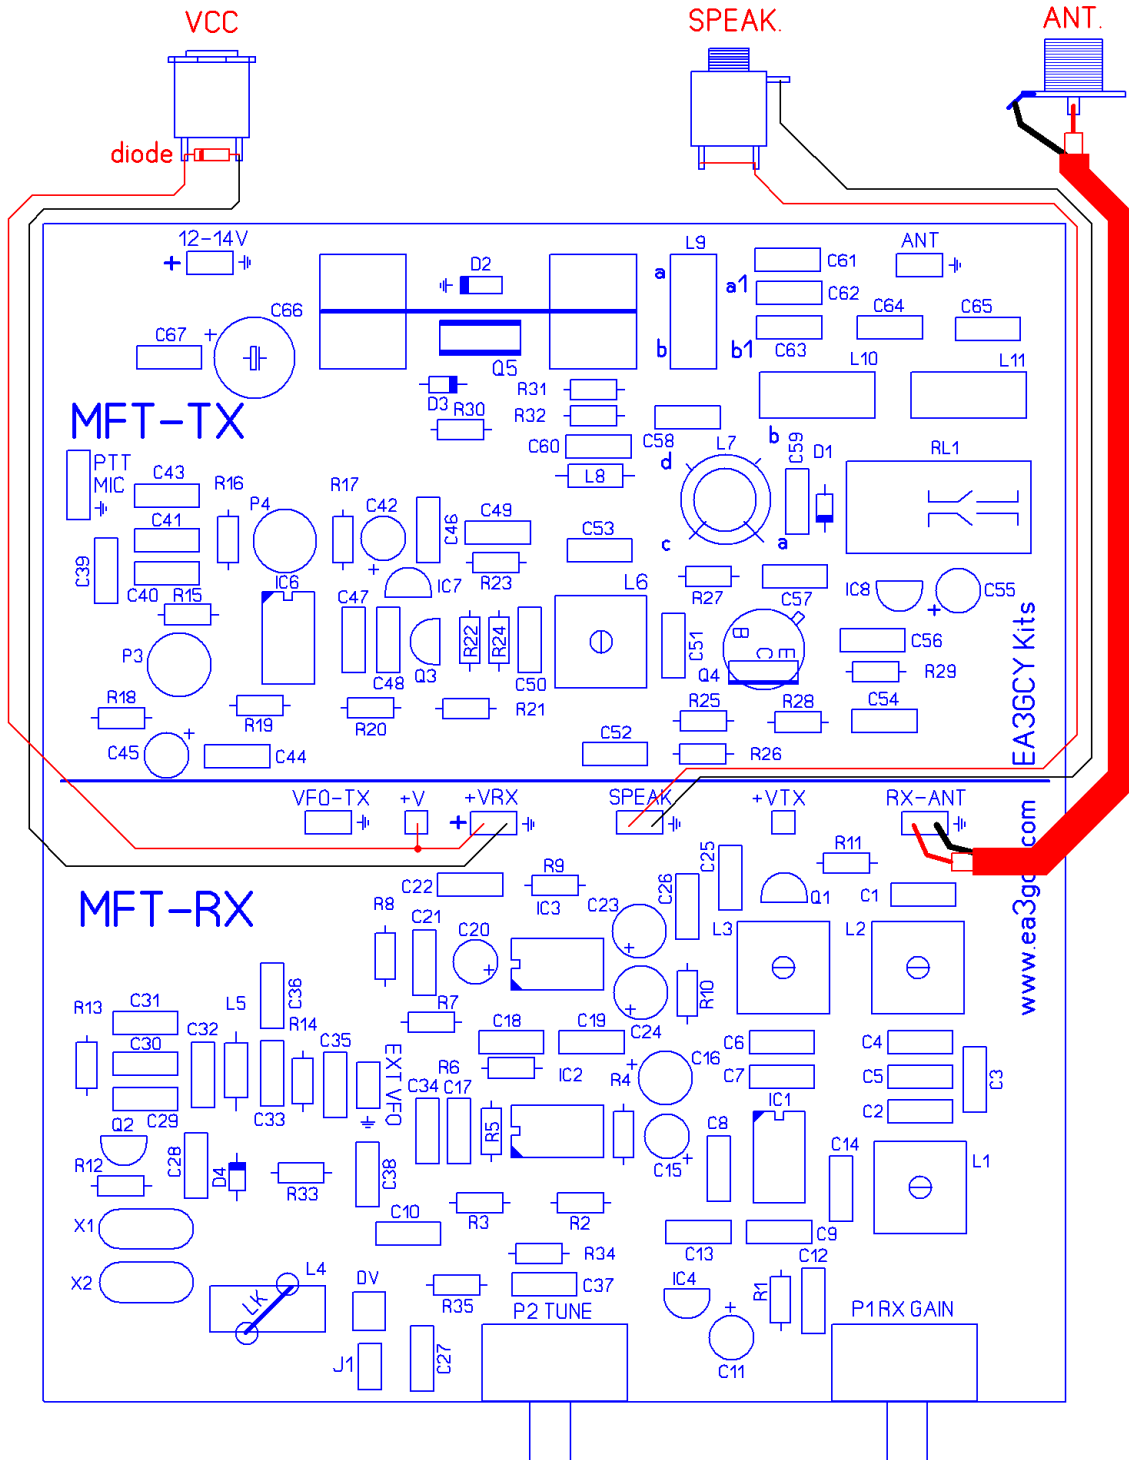 VCC
SPEAK.
ANT.
diode
12-14V
+
D2
L9
C61
ANT
a
a1
C62
C66
C67
+
C64
C65
b
b1
C63
Q5
L10
L11
D3
R31
R30
R32
MFT-TX
C60
C58
L7
b
C59
D1
RL1
PTT
MIC
C43
R16
R17
L8
d
P4
C42
C46
C49
C41
C53
c
a
C39
C40
R15
IC6
+
IC7
R23
L6
R27
C57
IC8
C55
+
C47
R22
R24
C51
B
C
E
C56
P3
C48
Q3
C50
Q4
R29
R18
R19
R20
R21
R25
R28
C54
C45
+
C44
C52
R26
EA3GCY Kits
VFO-TX
+V
+VRX
SPEAK
+VTX
RX-ANT
+
R11
C25
C22
R9
C26
Q1
C1
MFT-RX
IC3
R8
C21
C20
C23
L3
L2
+
+
www.ea3gc .com
C36
R10
R13
C31
L5
R7
+
C24
C32
R14
C35
C18
C19
C6
C4
C30
EXT VFO
R6
IC2
R4
+
C16
C7
C5
C3
C34
C17
IC1
C29
C33
R5
C2
Q2
C28
C8
C14
R12
D4
R33
C38
C15
+
L1
X1
C10
R3
R2
C13
C9
R34
C12
X2
L4
DV
C37
IC4
R1
LK
R35
P2 TUNE
+
P1 RX GAIN
J1
C27
C11